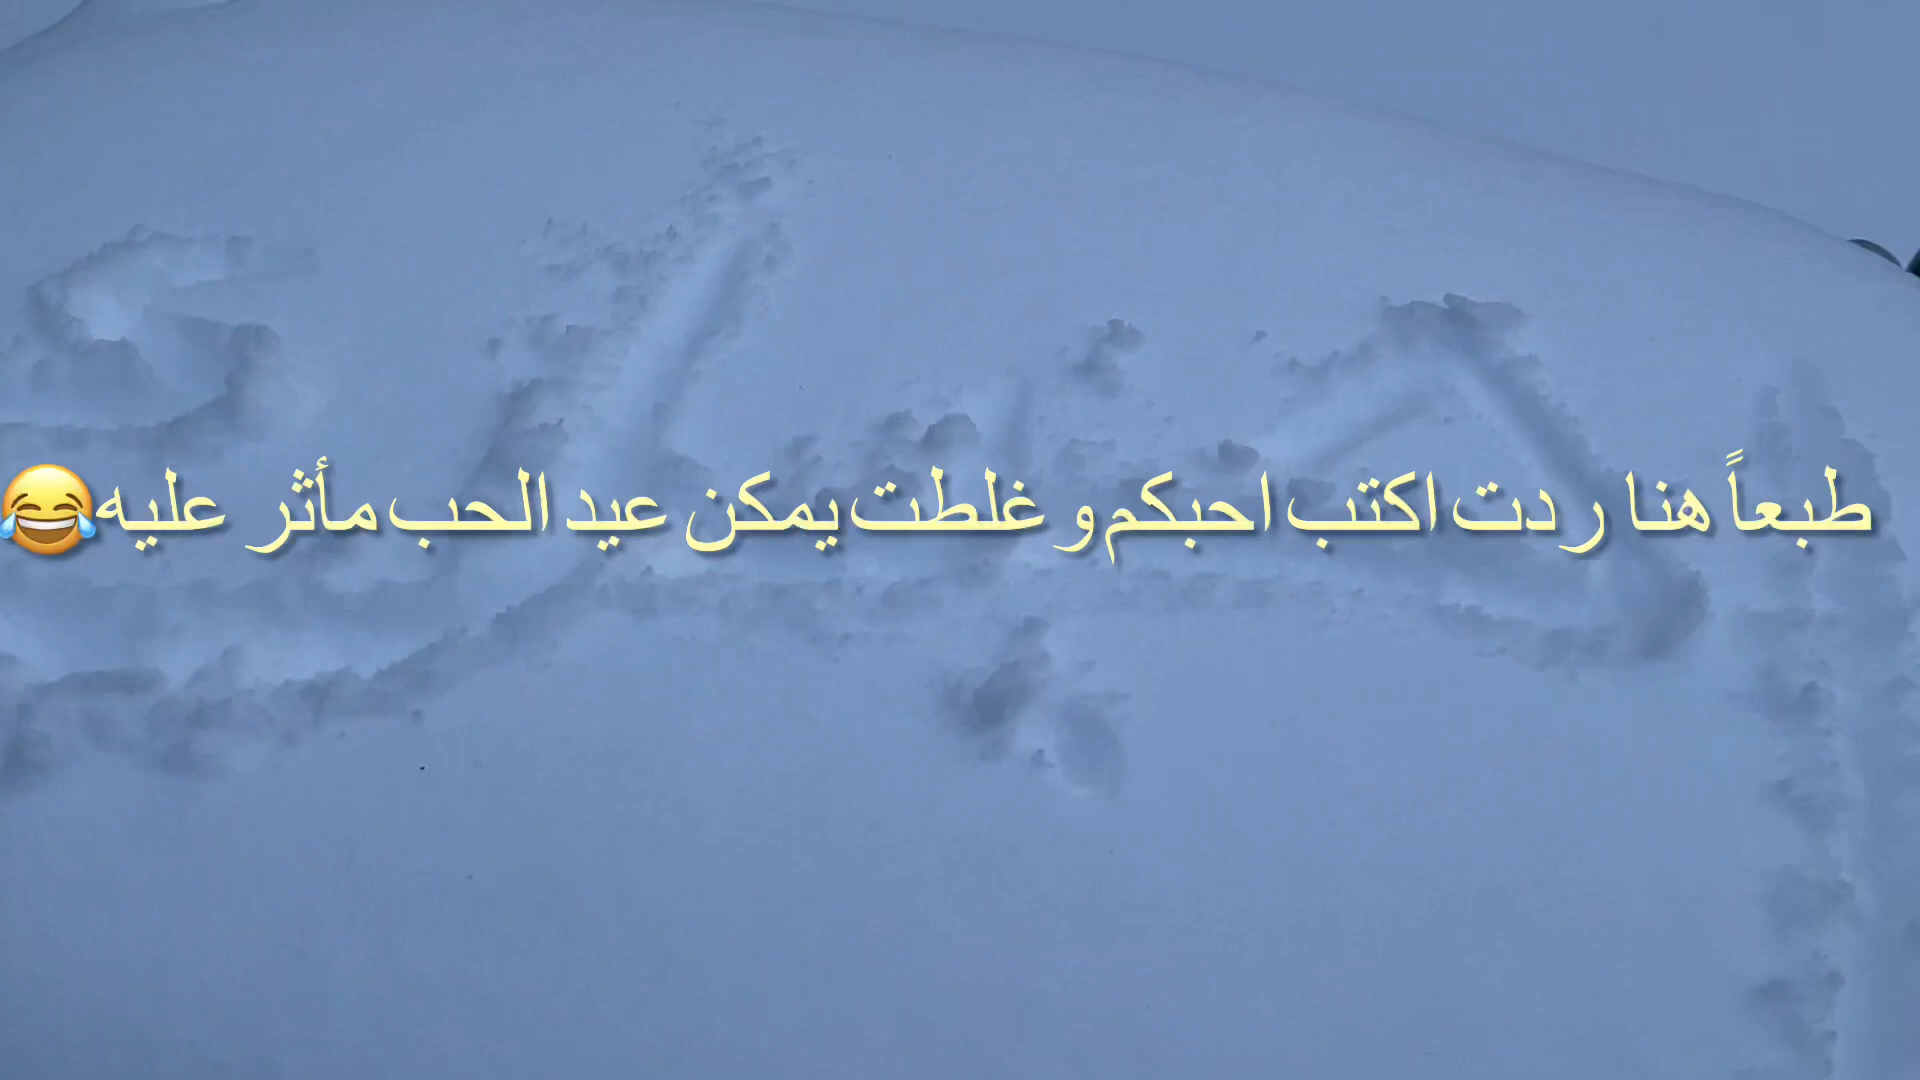 طبعاً هنا ردت اكتب احبكم و غلطت يمكن عيد الحب مأثر عليه😂